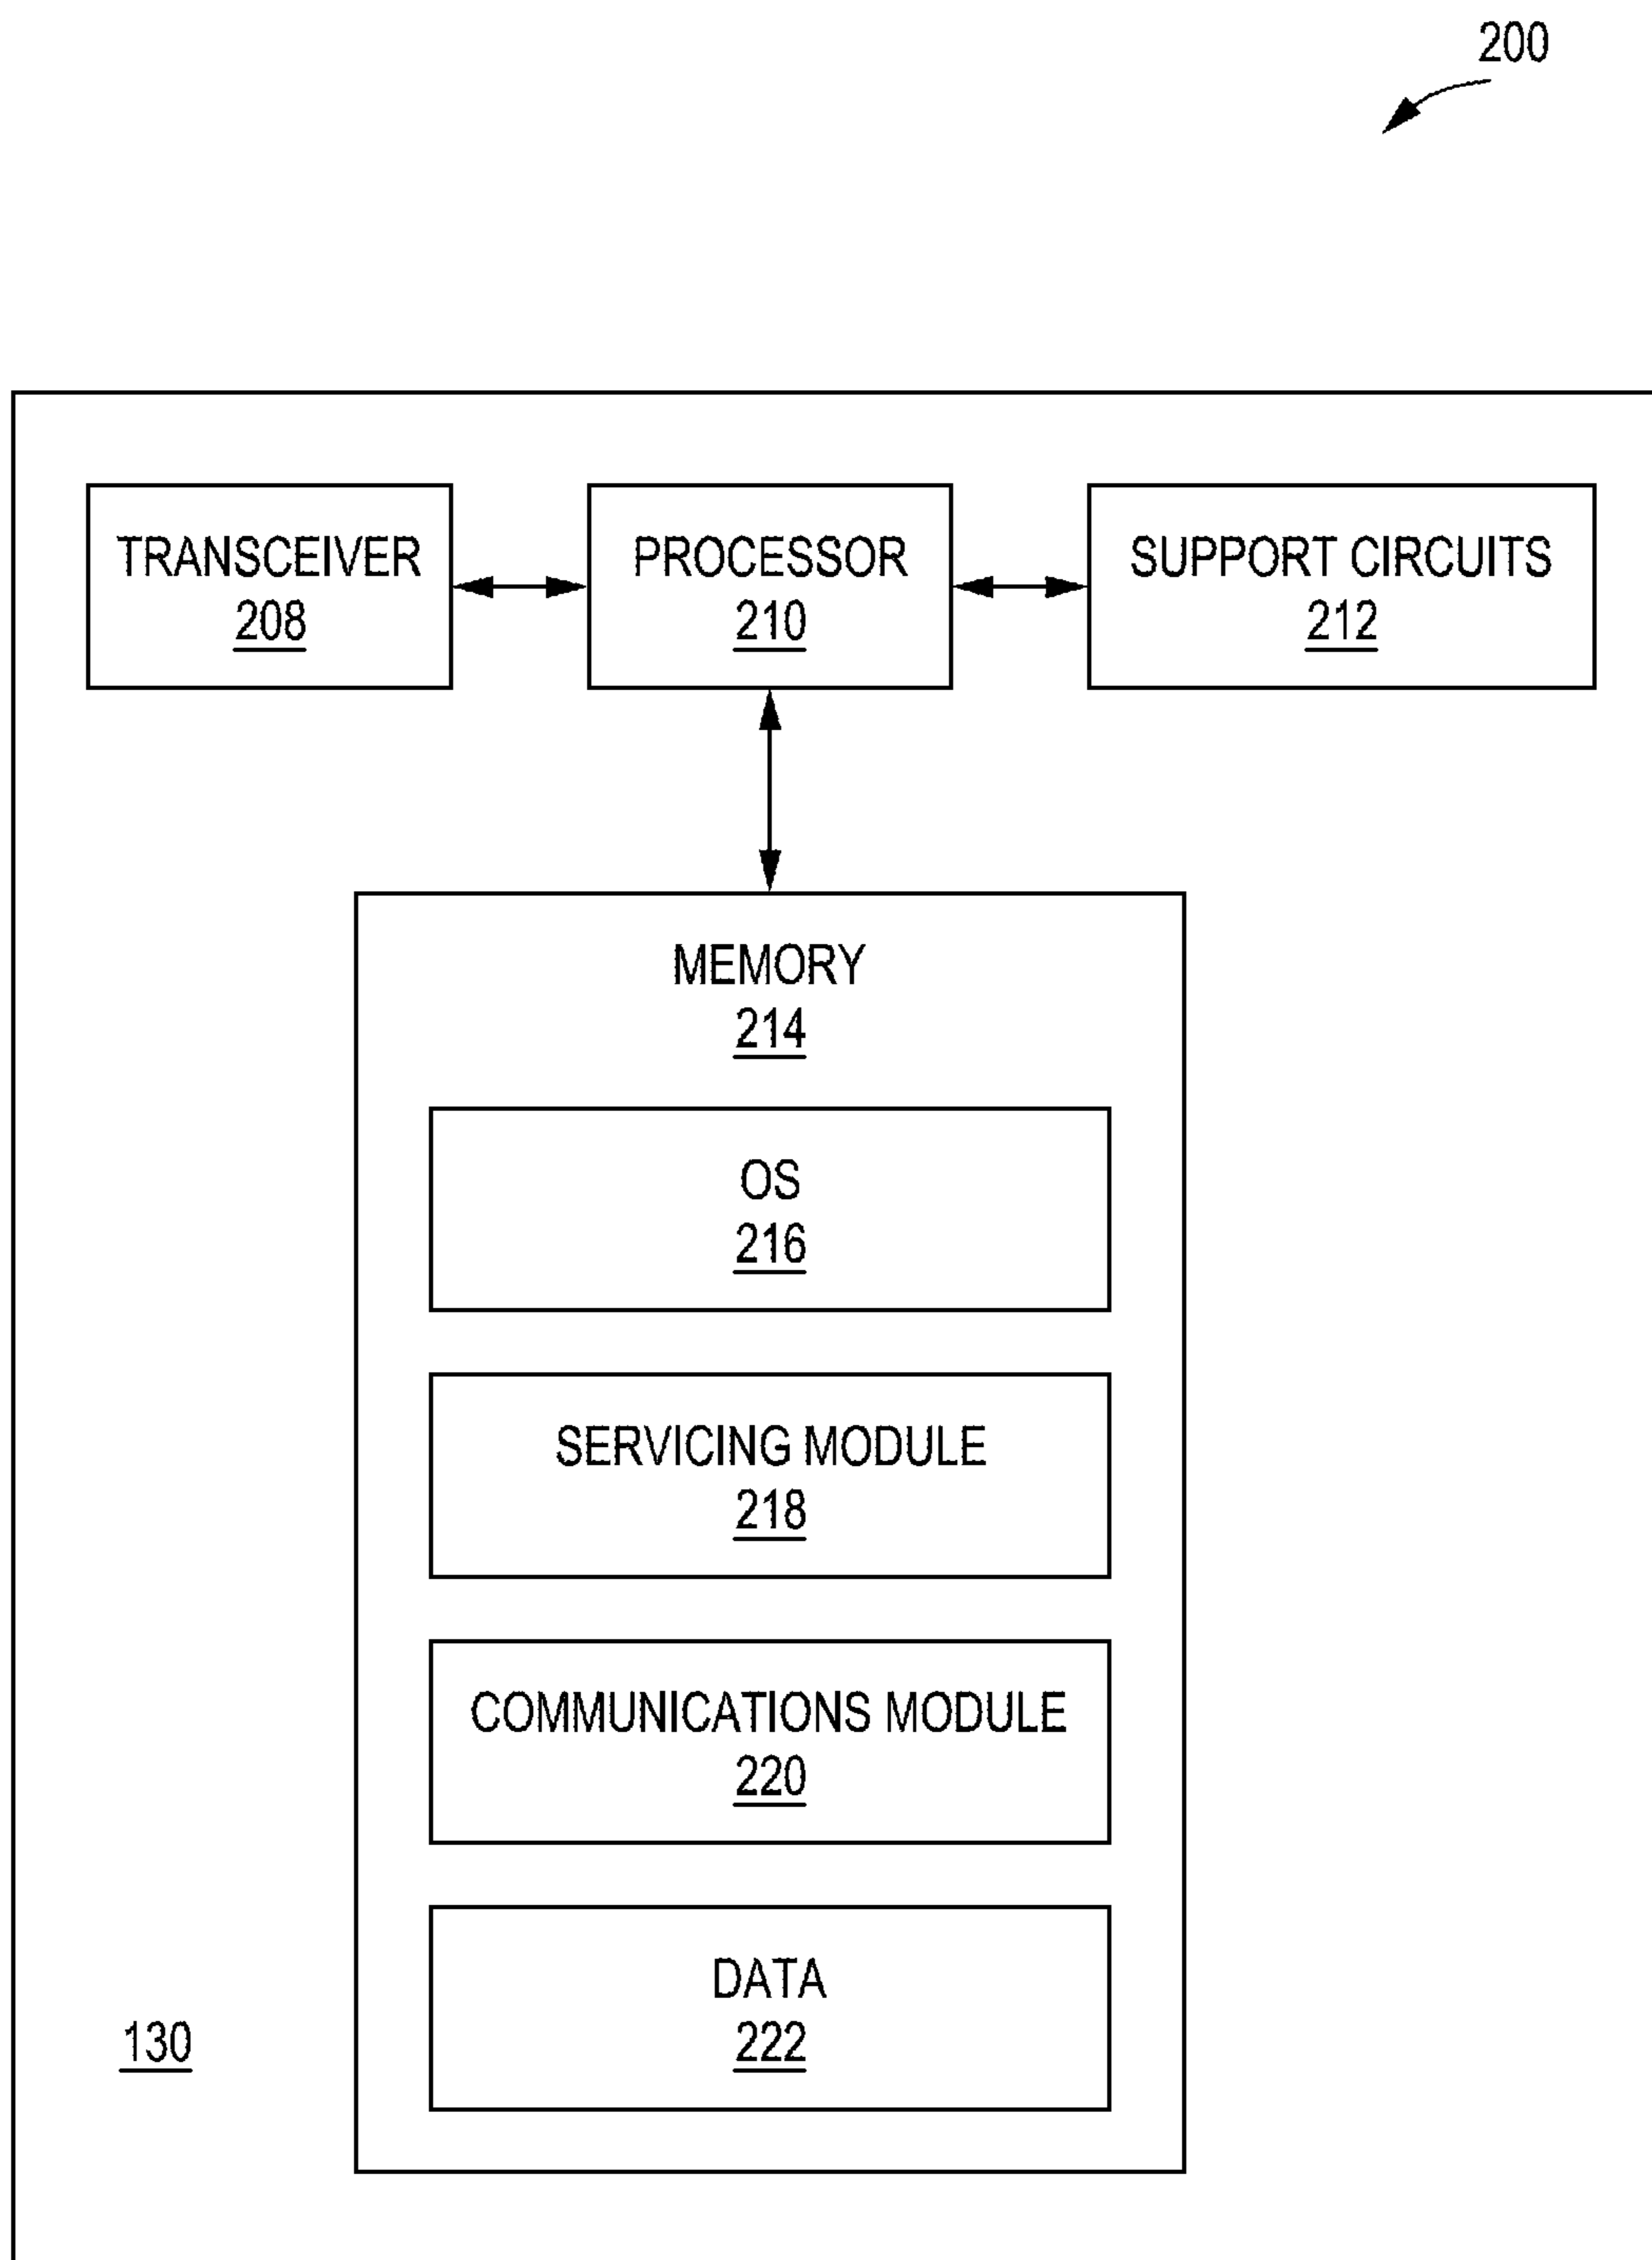 200
TRANSCEIVER
208
PROCESSOR
210
SUPPORT CIRCUITS
212
MEMORY
214
OS
216
SERVICING MODULE
218
COMMUNICATIONS MODULE
220
DATA
222
130